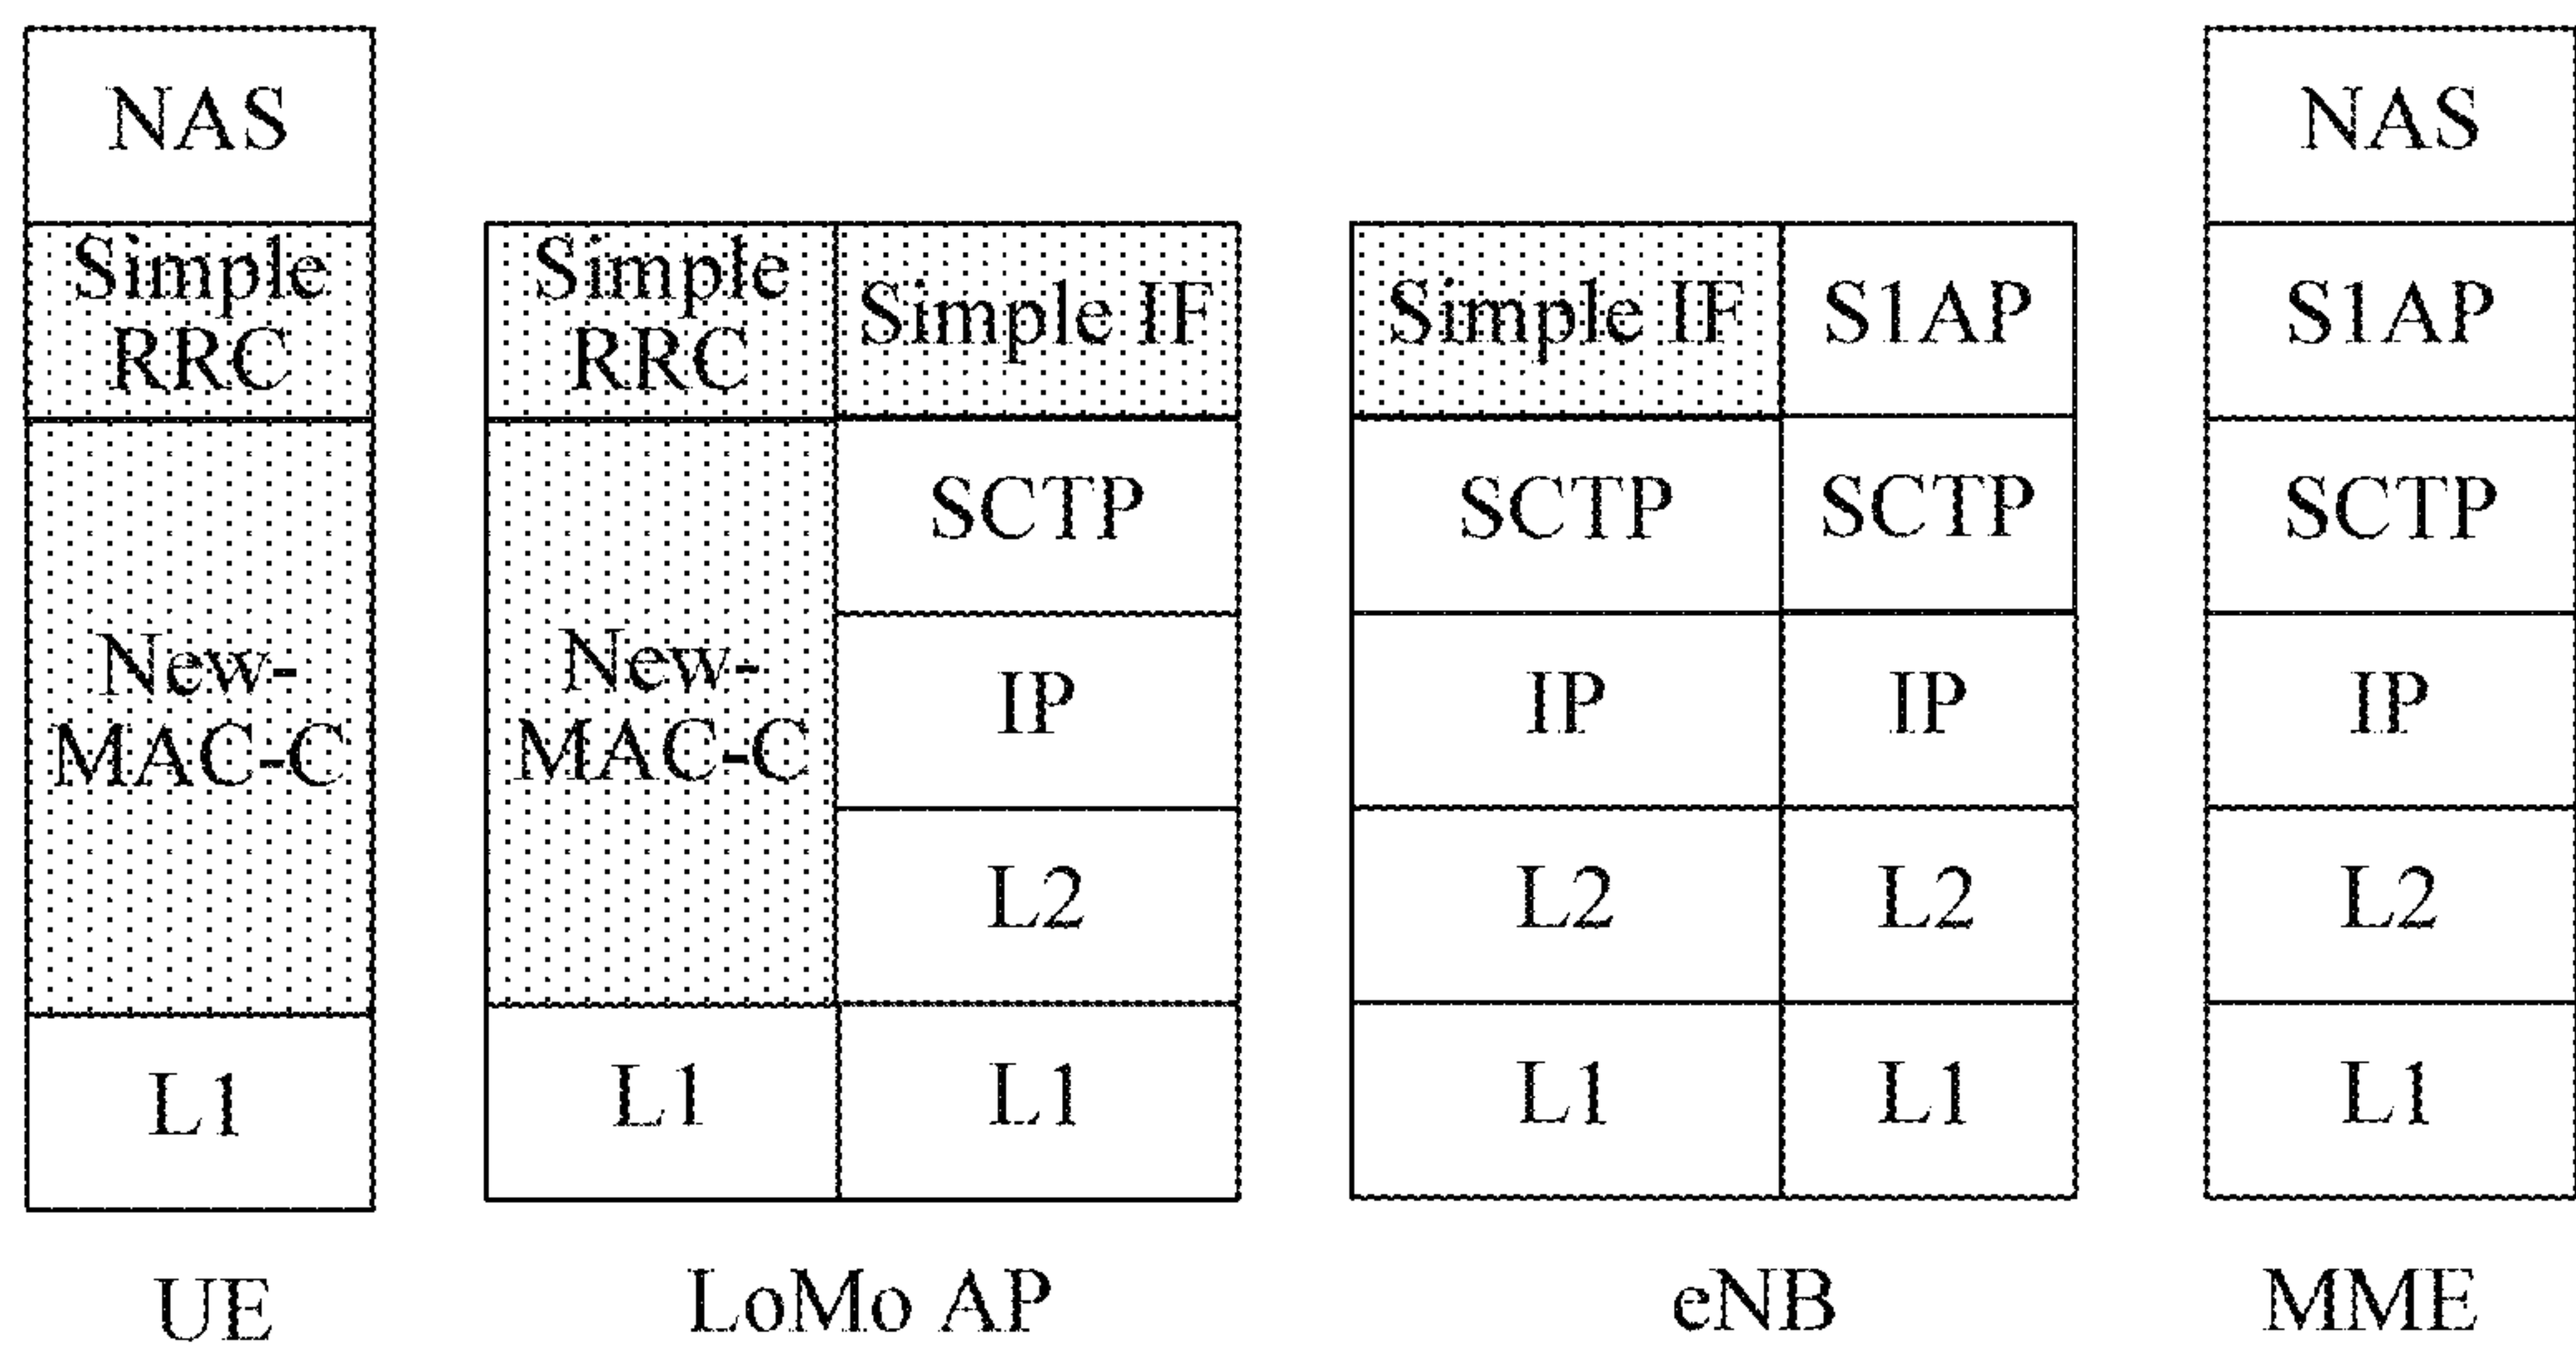 NAS
Simple
RRC
New-
MAC-C
L1
UE
Simple
RRC
New-
MAC-C
L1
Simple IF
SCTP
IP
L2
L1
LoMo AP
Simple IF
SCTP
IP
L2
L1
S1AP
SCTP
IP
L2
L1
eNB
NAS
S1AP
SCTP
IP
L2
L1
MME